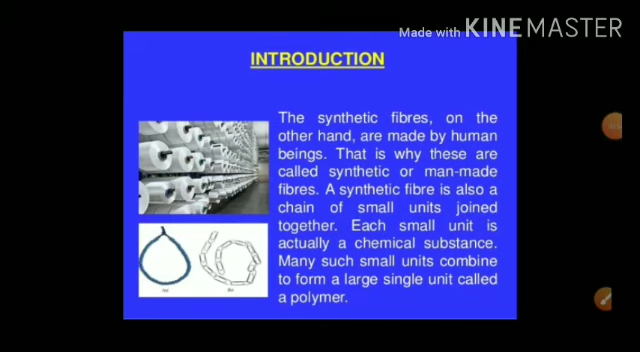 Made with KINEMASTER
INTRODUCTION
The synthetic fibres, on the
other hand, are made by human
beings. That is why these are
called synthetic or man-made
fibres. A synthetic fibre is also a
chain of small units joined
together. Each small unit is
actually a chemical substance.
Many such small units combine
to form a large single unit called
a polymer.
(a) (b)